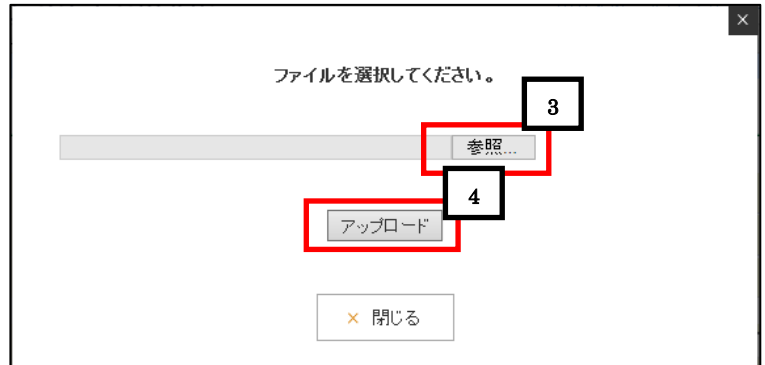 ×
ファイルを選択してください。
3
参照...
4
アップロード
× 閉じる